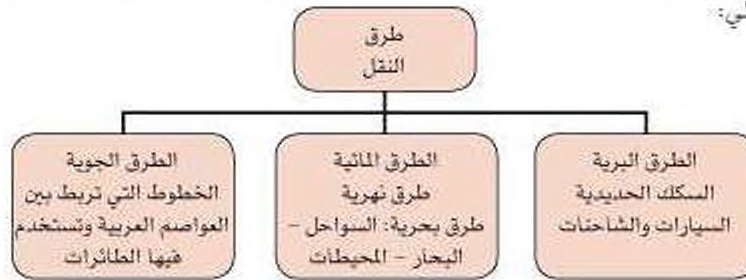 لي:
طرق
النقل
الطرق البرية
السكك الحديدية
السيارات والشاحنات
الطرق المائية
طرق نهرية
طرق بحرية: السواحل –
البحار – المحيطات
الطرق الجوية
الخطوط التي تربط بين
العواصم العربية وتستخدم
فيها الطائرات